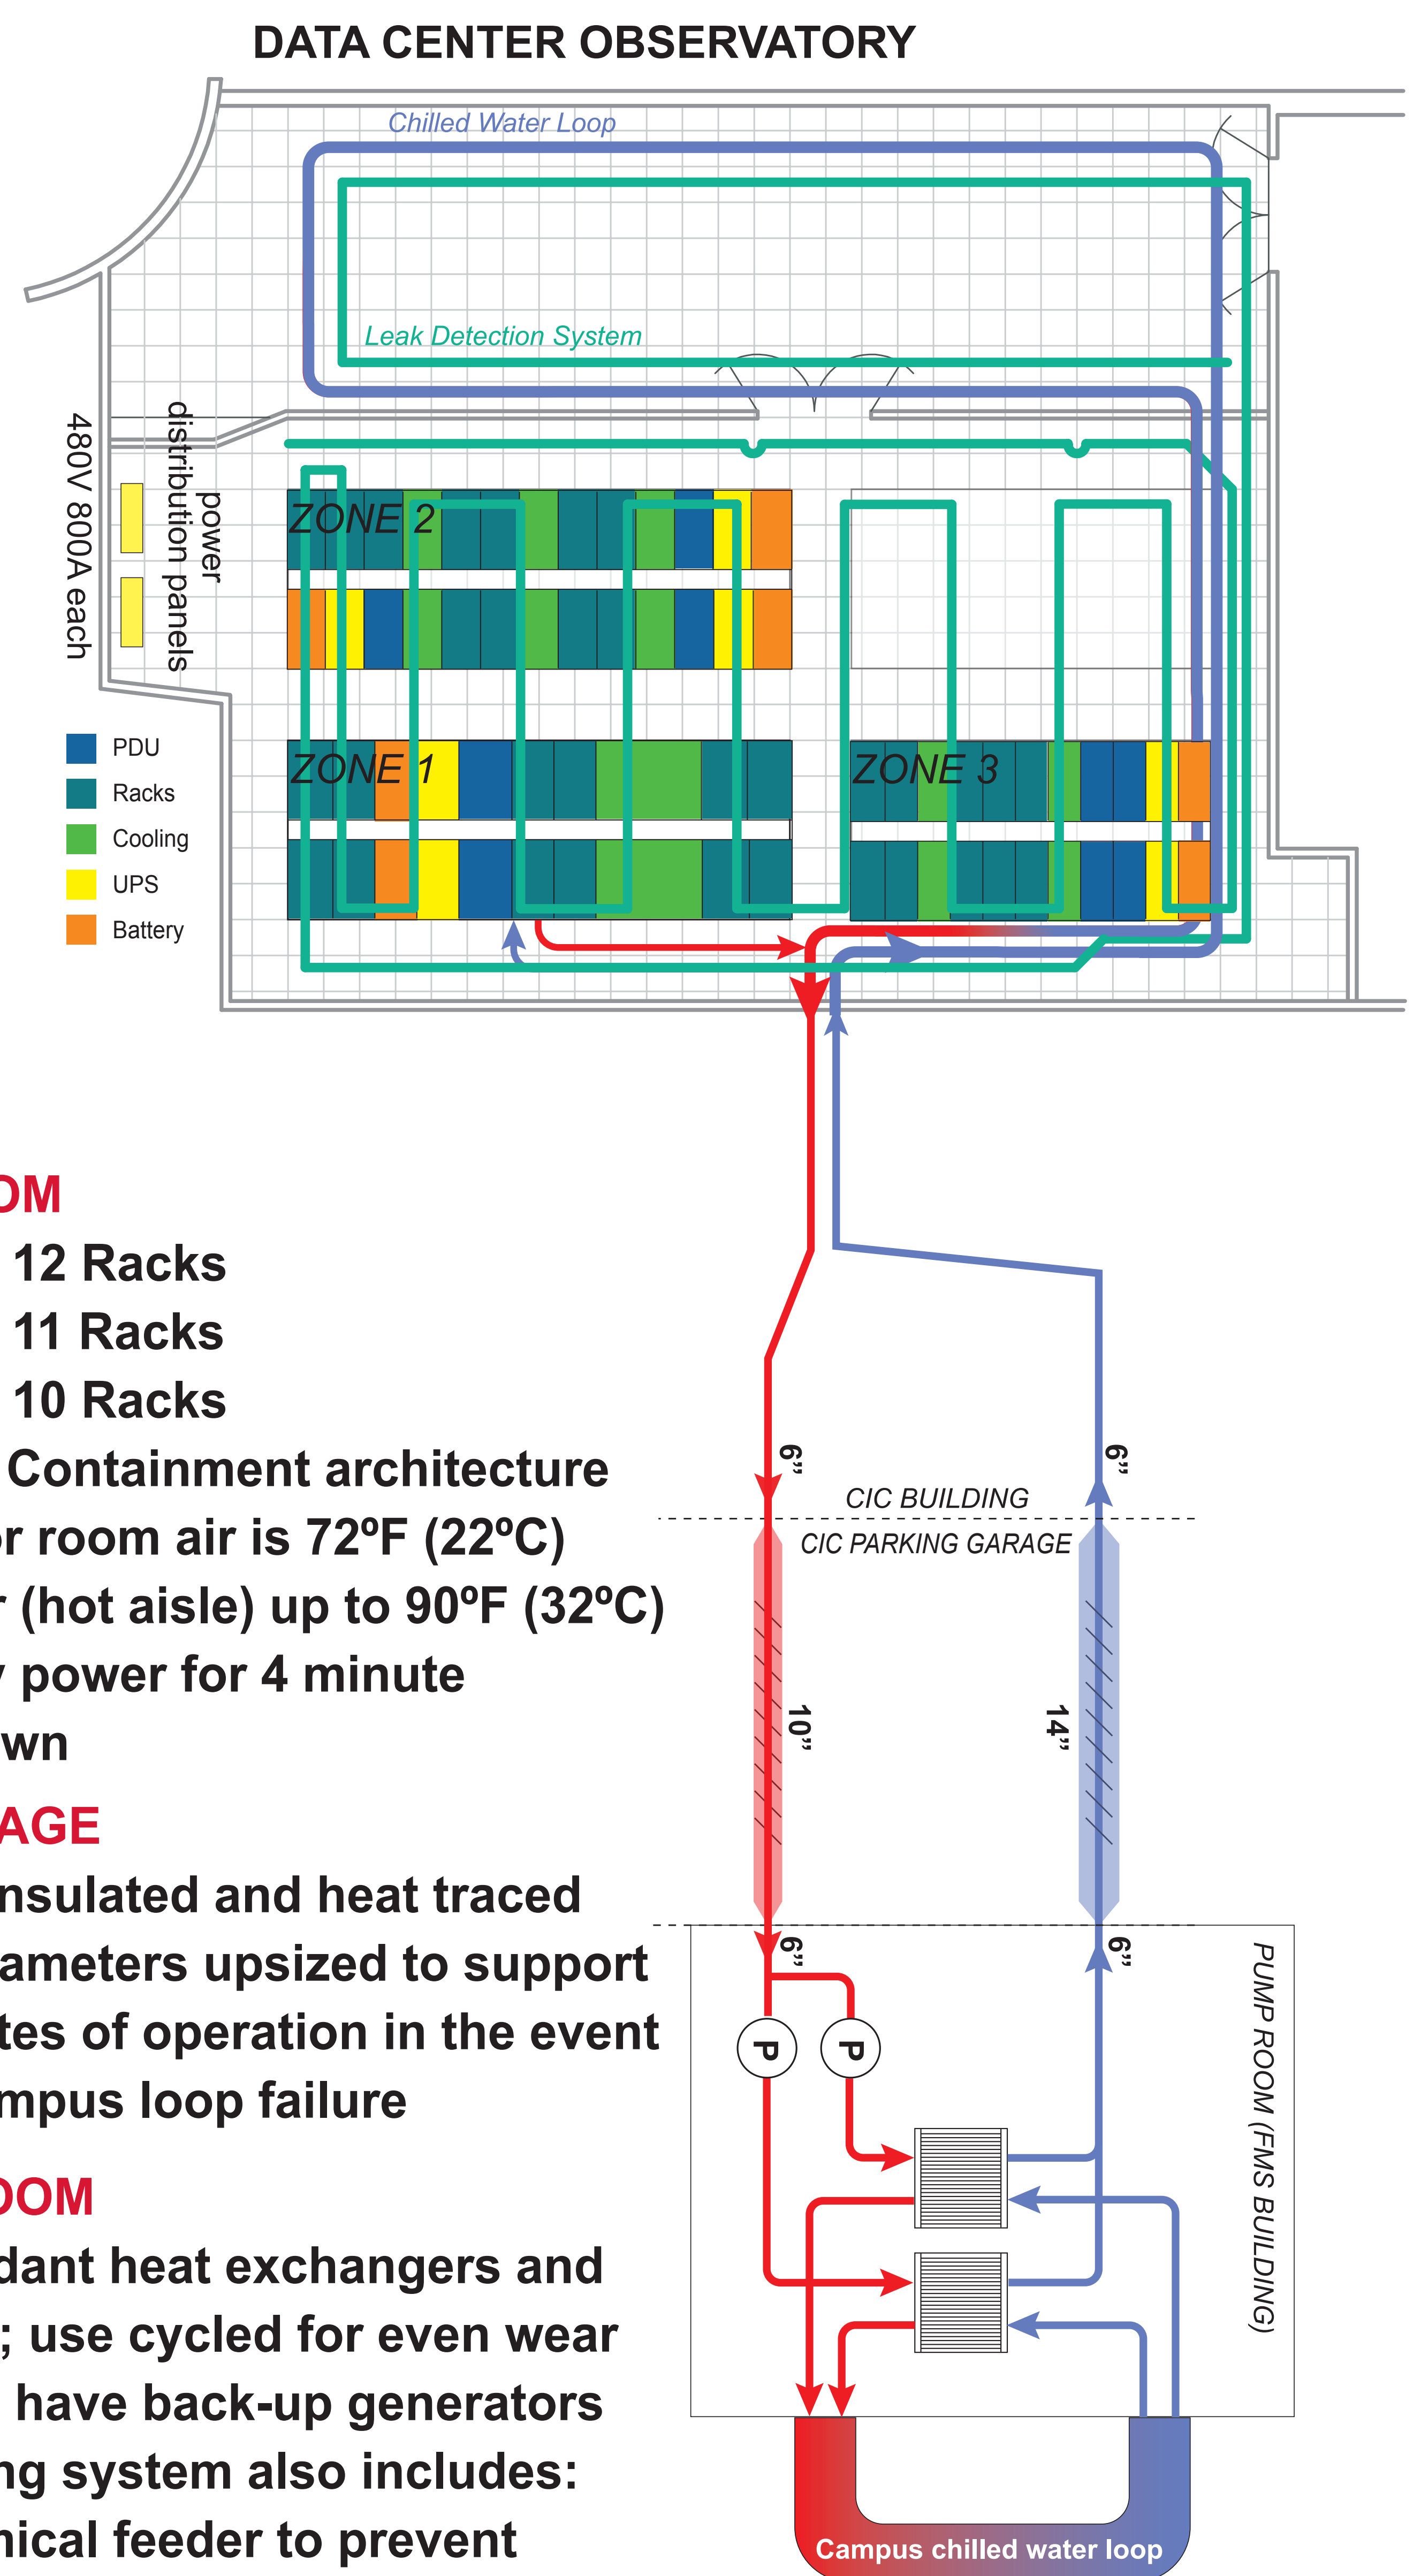 DATA CENTER OBSERVATORY
Chilled Water Loop
Leak Detection System
power
distribution panels
480V 800A each
ZONE 2
ZONE 1
ZONE 3
PDU
Racks
Cooling
UPS
Battery
OM
12 Racks
11 Racks
10 Racks
Containment architecture
or room air is 72ºF (22ºC)
r (hot aisle) up to 90ºF (32ºC)
y power for 4 minute
own
AGE
nsulated and heat traced
ameters upsized to support
tes of operation in the event
mpus loop failure
OOM
dant heat exchangers and
; use cycled for even wear
have back-up generators
ng system also includes:
mical feeder to prevent
6”
6”
CIC BUILDING
CIC PARKING GARAGE
10”
14”
6”
6”
P
P
PUMP ROOM (FMS BUILDING)
Campus chilled water loop